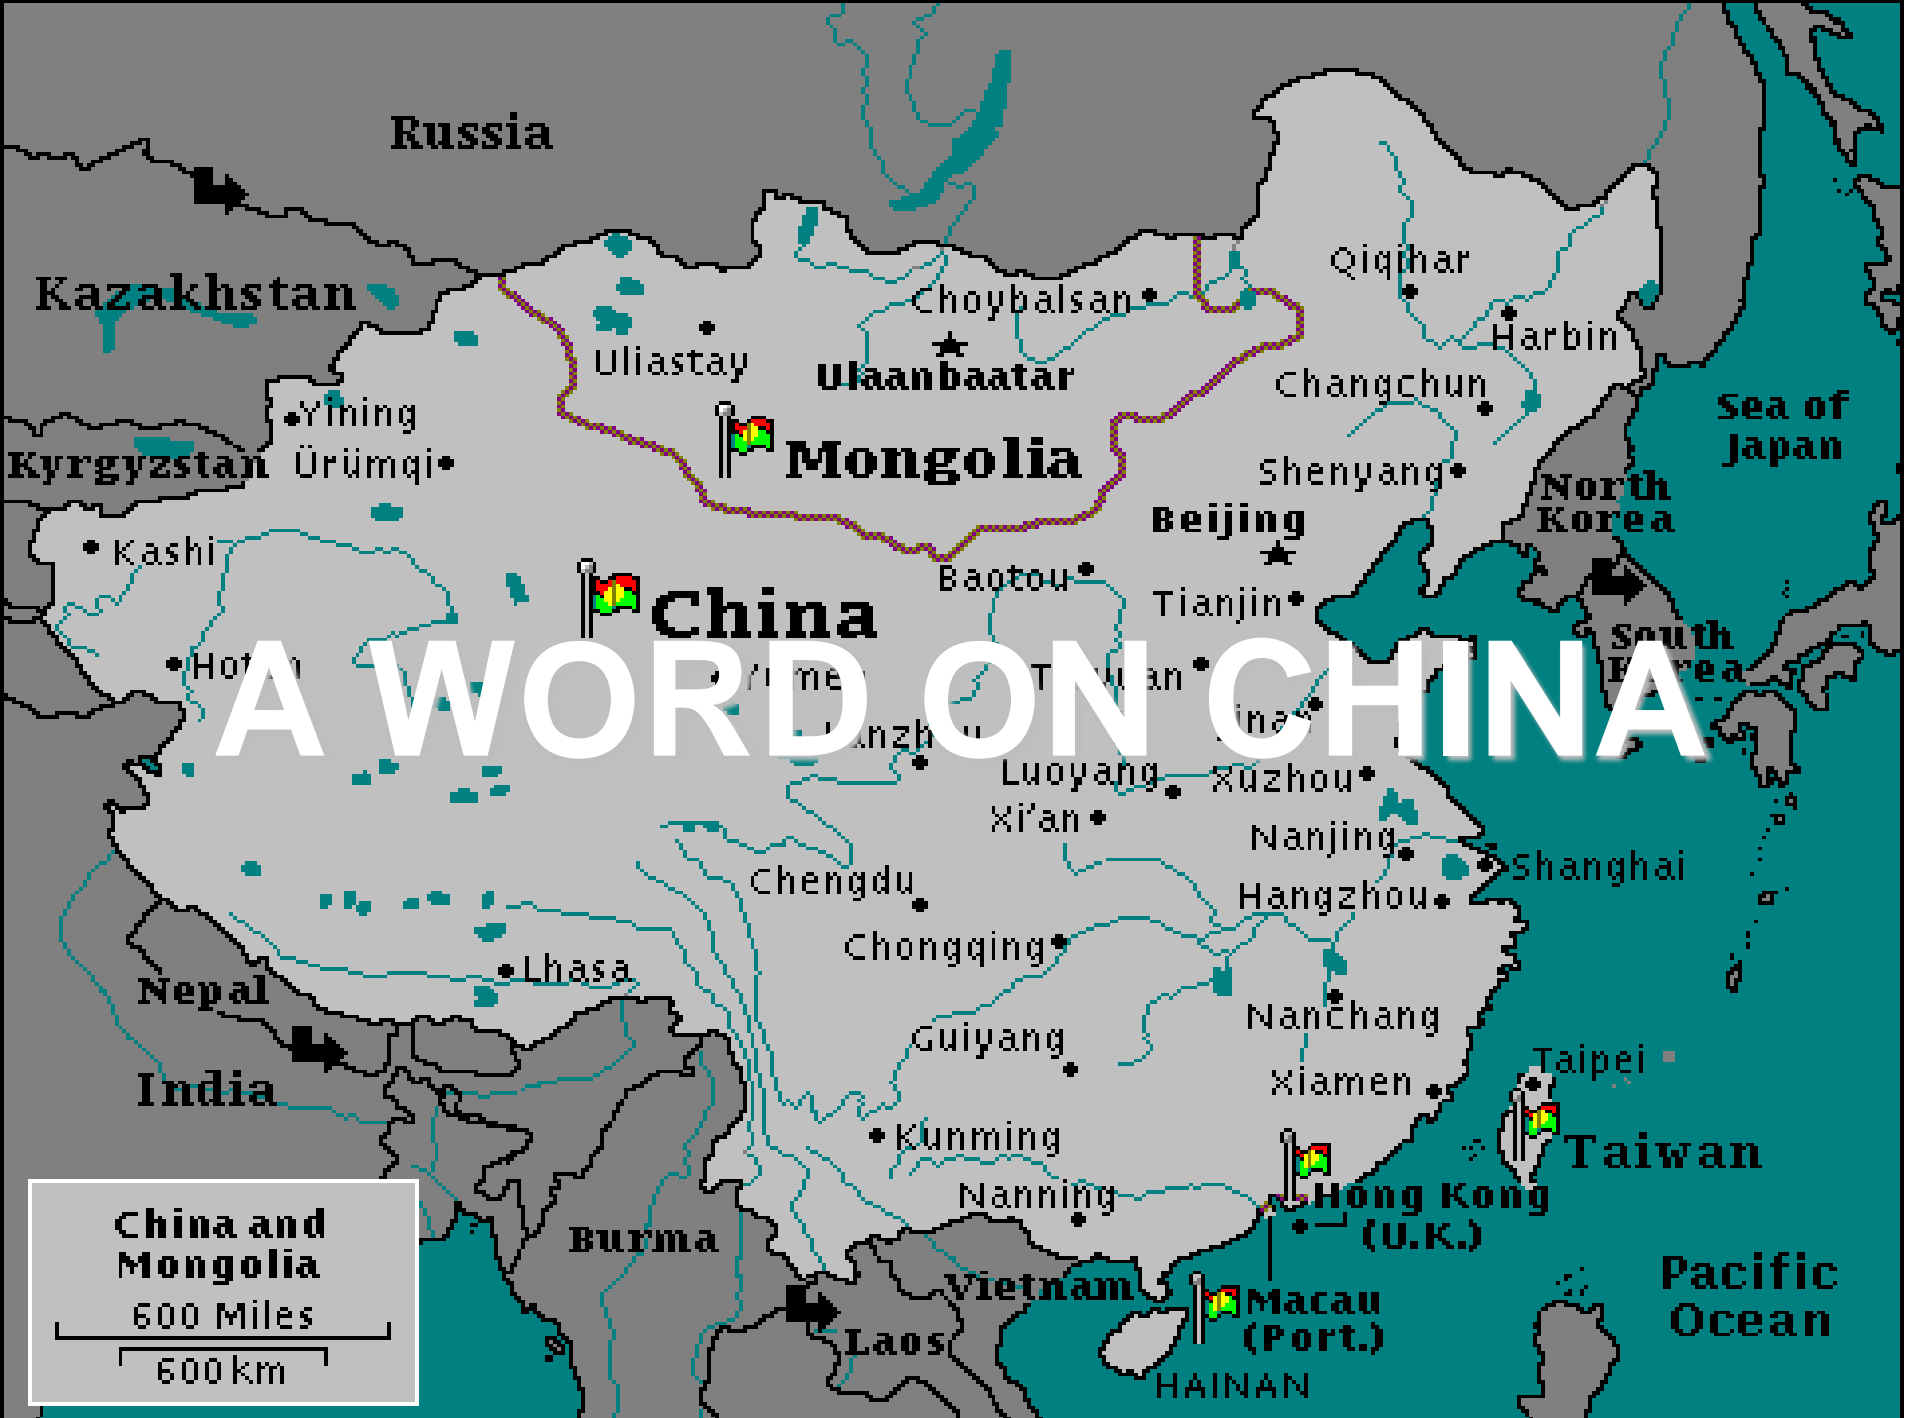 Russia
Kazakhstan
Qiqihar
Choybalsan
Harbin
Uliastay
Ulaanbaatar
Changchun
Sea of
Japan
Yining
Kyrgyzstan
Ürümqi
Mongolia
Shenyang
North
Korea
Beijing
Kashi
Baotou
China
Tianjin
South
Korea
Hotan
A WORD ON CHINA
Luoyang
Xuzhou
Xi'an
Nanjing
Shanghai
Chengdu
Hangzhou
Chongqing
Lhasa
Nepal
Nanchang
Guiyang
Taipei
India
Xiamen
Kunming
Taiwan
Nanning
Hong Kong
(U.K.)
China and
Mongolia
600 Miles
600 km
Burma
Vietnam
Macau
(Port.)
Pacific
Ocean
Laos
HAINAN